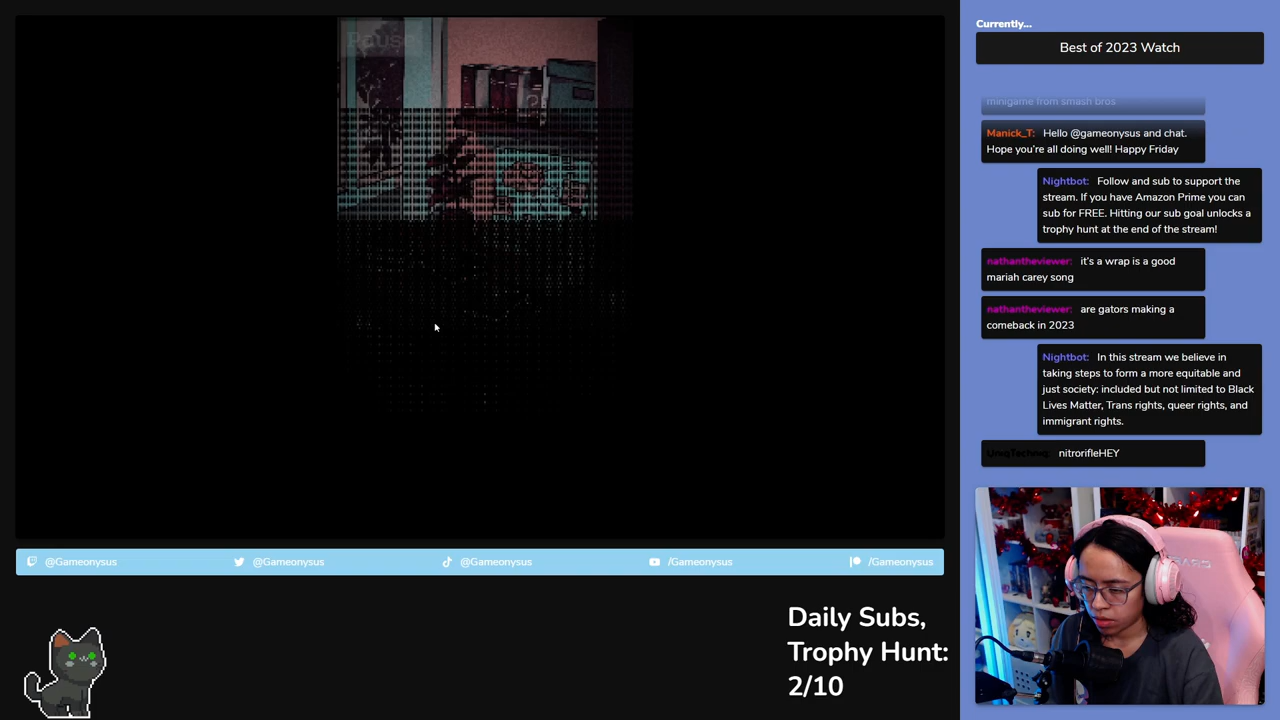 Pause
Currently...
Best of 2023 Watch
minigame from smash bros
Manick_T: Hello @gameonysus and chat.
Hope you're all doing well! Happy Friday
Nightbot: Follow and sub to support the
stream. If you have Amazon Prime you can
sub for FREE. Hitting our sub goal unlocks a
trophy hunt at the end of the stream!
nathantheviewer: it's a wrap is a good
mariah carey song
nathantheviewer: are gators making a
comeback in 2023
Nightbot: In this stream we believe in
taking steps to form a more equitable and
just society: included but not limited to Black
Lives Matter, Trans rights, queer rights, and
immigrant rights.
nitrorifleHEY
@Gameonysus
@Gameonysus
@Gameonysus
/Gameonysus
/Gameonysus
Daily Subs,
Trophy Hunt:
2/10